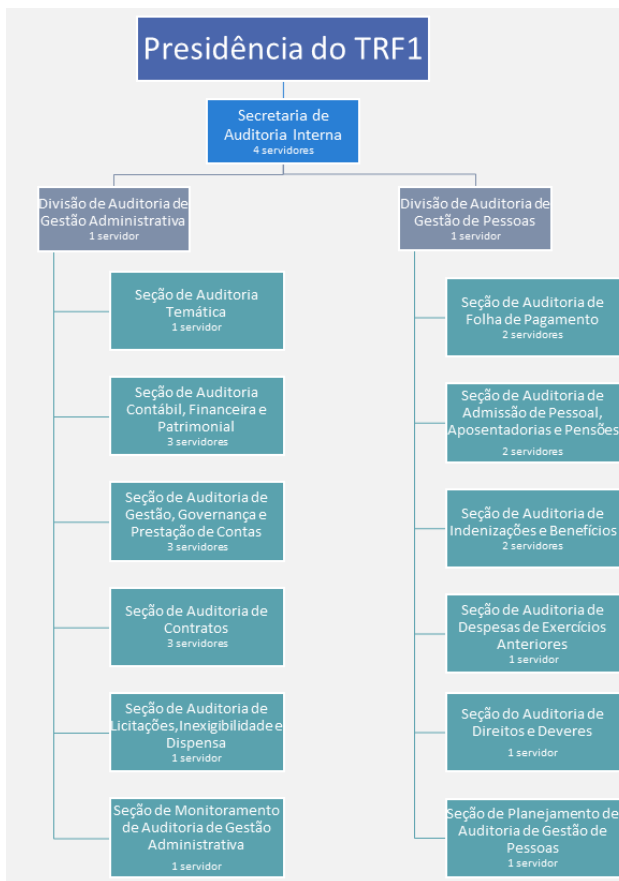 Presidência do TRF1
Secretaria de
Auditoria Interna
4 servidores
Divisão de Auditoria de
Gestão Administrativa
1 servidor
Seção de Auditoria
Temática
1 servidor
Seção de Auditoria
Contábil, Financeira e
Patrimonial
3 servidores
Seção de Auditoria de
Gestão, Governança e
Prestação de Contas
3 servidores
Seção de Auditoria de
Contratos
3 servidores
Seção de Auditoria de
Licitações,Inexigibilidade e
Dispensa
1 servidor
Seção de Monitoramento
de Auditoria de Gestão
Administrativa
1 servidor
Divisão de Auditoria de
Gestão de Pessoas
1 servidor
Seção de Auditoria de
Folha de Pagamento
2 servidores
Seção de Auditoria de
Admissão de Pessoal,
Aposentadorias e Pensões
2 servidores
Seção de Auditoria de
Indenizações e Benefícios
2 servidores
Seção de Auditoria de
Despesas de Exercícios
Anteriores
1 servidor
Seção do Auditoria de
Direitos e Deveres
1 servidor
Seção de Planejamento de
Auditoria de Gestão de
Pessoas
1 servidor